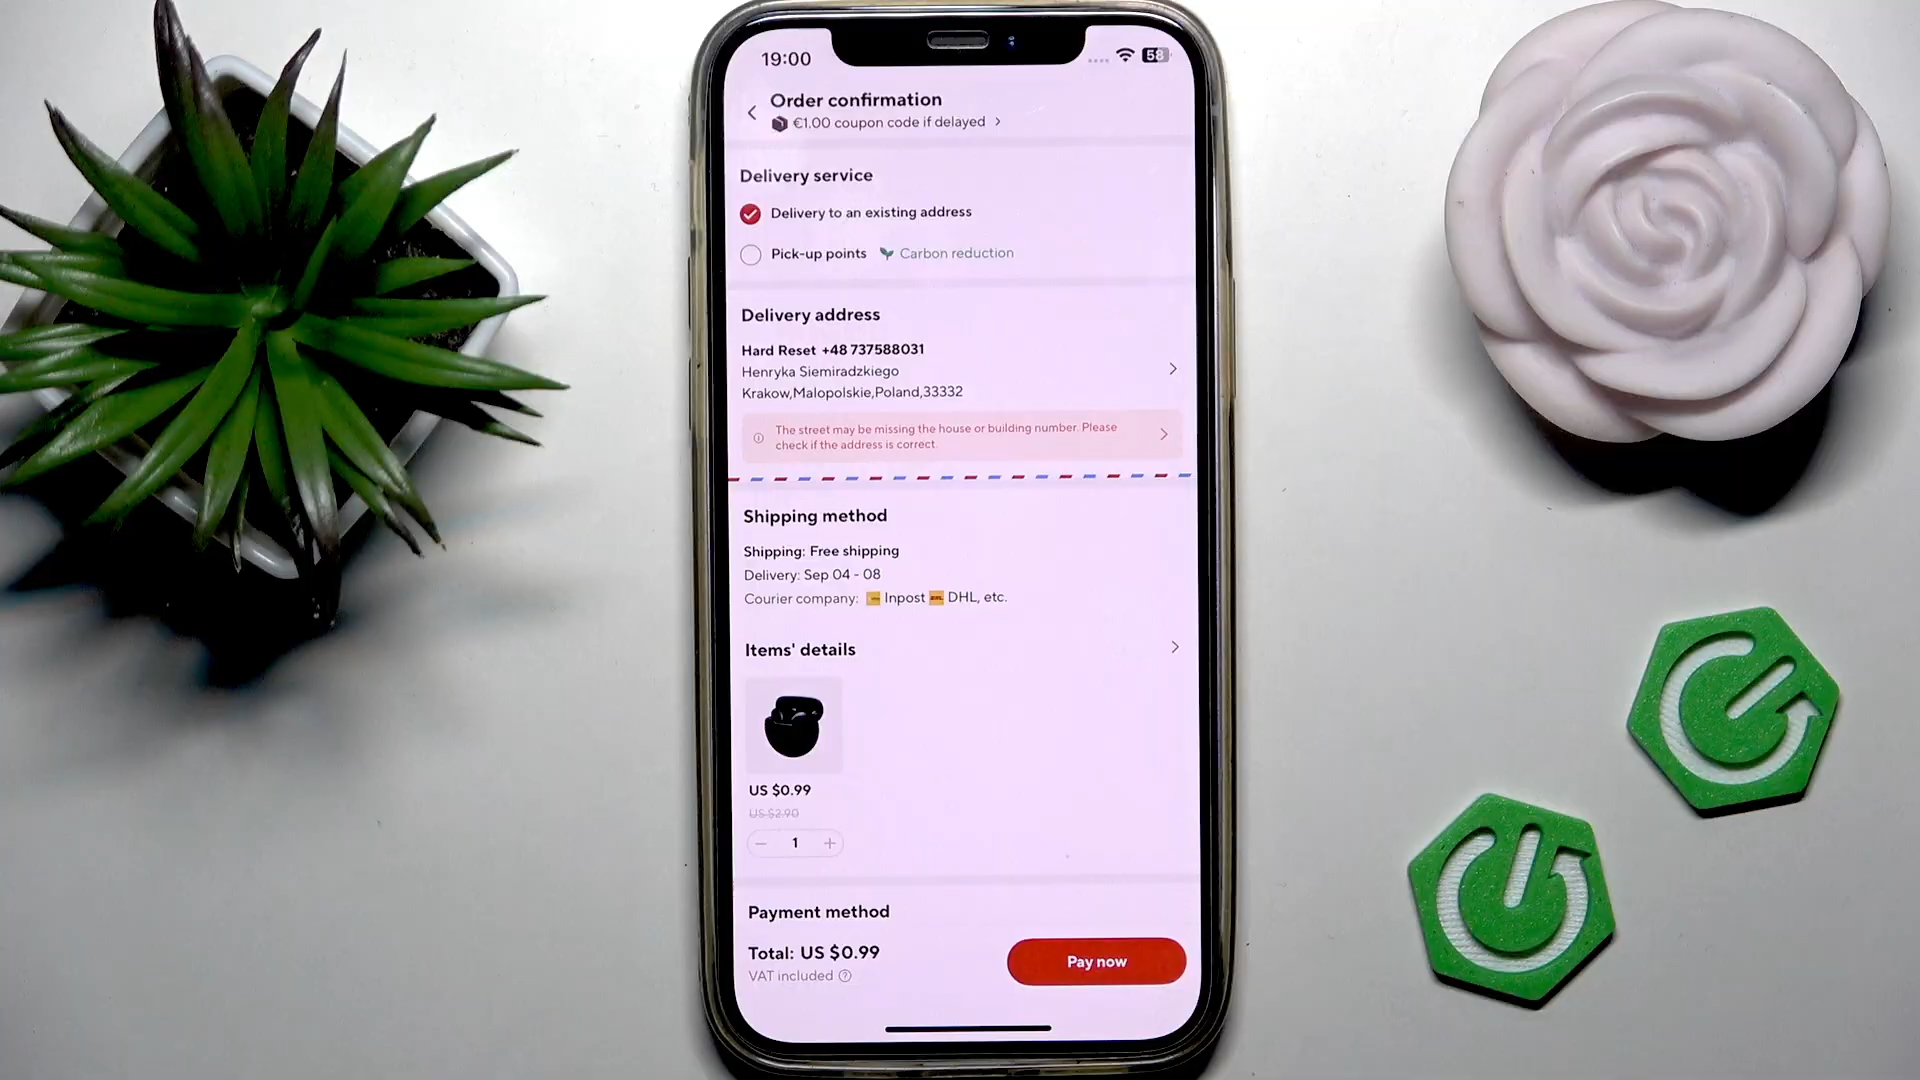 19:00
58
Order confirmation
€1.00 coupon code if delayed
Delivery service
Delivery to an existing address
Pick-up points Carbon reduction
Delivery address
Hard Reset +48 737588031
Henryka Siemiradzkiego
Krakow,Malopolskie,Poland,33332
The street may be missing the house or building number. Please
check if the address is correct.
Shipping method
Shipping: Free shipping
Delivery: Sep 04 - 08
Courier company: Inpost DHL, etc.
Items' details
US $0.99
US $2.90
1
Payment method
Total: US $0.99
VAT included
Pay now